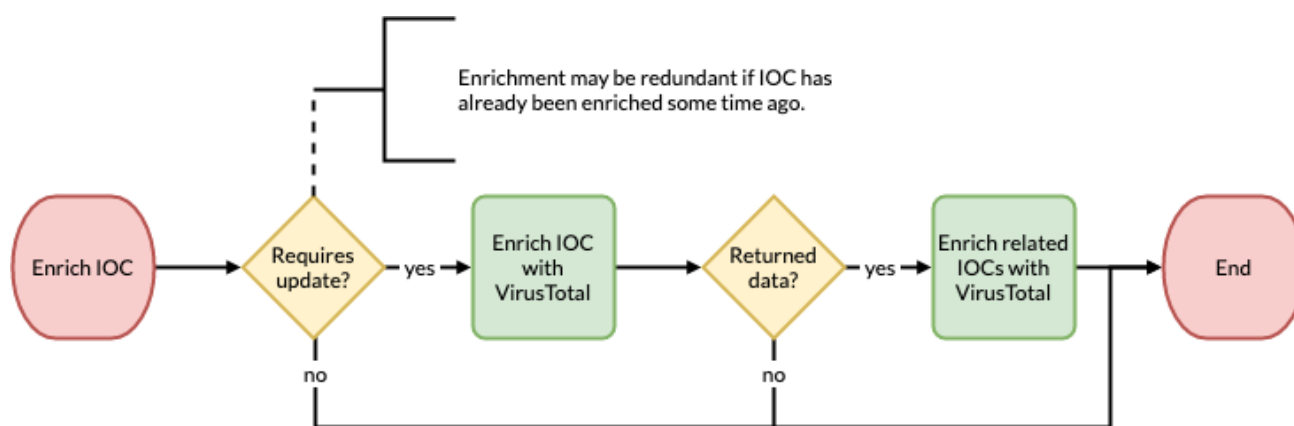 Enrichment may be redundant if IOC has
already been enriched some time ago.
Enrich IOC
Requires
update?
yes
Enrich IOC
with
VirusTotal
Returned
data?
yes
Enrich related
IOCs with
VirusTotal
End
no
no